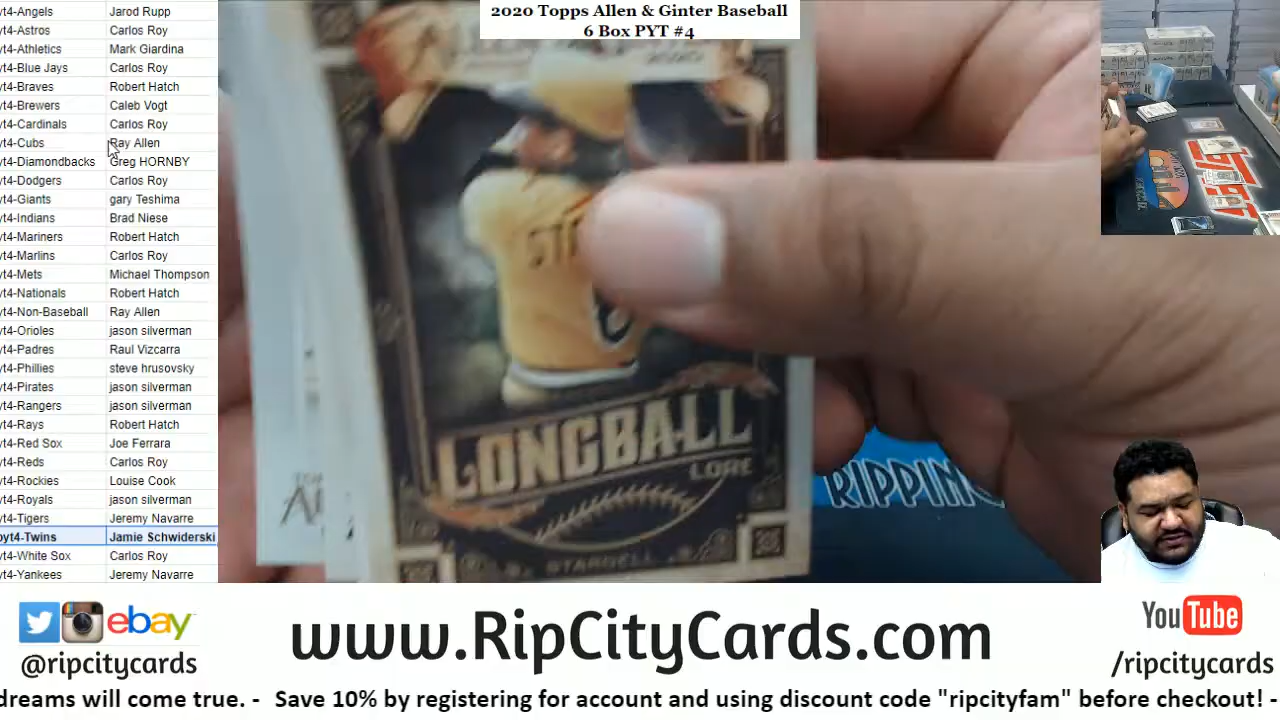 2020 Topps Allen & Ginter Baseball
6 Box PYT #4
yt4-Angels Jarod Rupp
yt4-Astros Carlos Roy
yt4-Athletics Mark Giardina
yt4-Blue Jays Carlos Roy
yt4-Braves Robert Hatch
yt4-Brewers Caleb Vogt
yt4-Cardinals Carlos Roy
yt4-Cubs Ray Allen
yt4-Diamondbacks Greg HORNBY
yt4-Dodgers Carlos Roy
yt4-Giants gary Teshima
yt4-Indians Brad Niese
yt4-Mariners Robert Hatch
yt4-Marlins Carlos Roy
yt4-Mets Michael Thompson
yt4-Nationals Robert Hatch
yt4-Non-Baseball Ray Allen
yt4-Orioles jason silverman
yt4-Padres Raul Vizcarra
yt4-Phillies steve hrusovsky
yt4-Pirates jason silverman
yt4-Rangers jason silverman
yt4-Rays Robert Hatch
yt4-Red Sox Joe Ferrara
yt4-Reds Carlos Roy
yt4-Rockies Louise Cook
yt4-Royals jason silverman
yt4-Tigers Jeremy Navarre
pyt4-Twins Jamie Schwiderski
yt4-White Sox Carlos Roy
yt4-Yankees Jeremy Navarre
LONGBALL
LORE
STARGELL
RIPPING
ebay
@ripcitycards
www.RipCityCards.com
YouTube
/ripcitycards
dreams will come true. - Save 10% by registering for account and using discount code "ripcityfam" before checkout! -